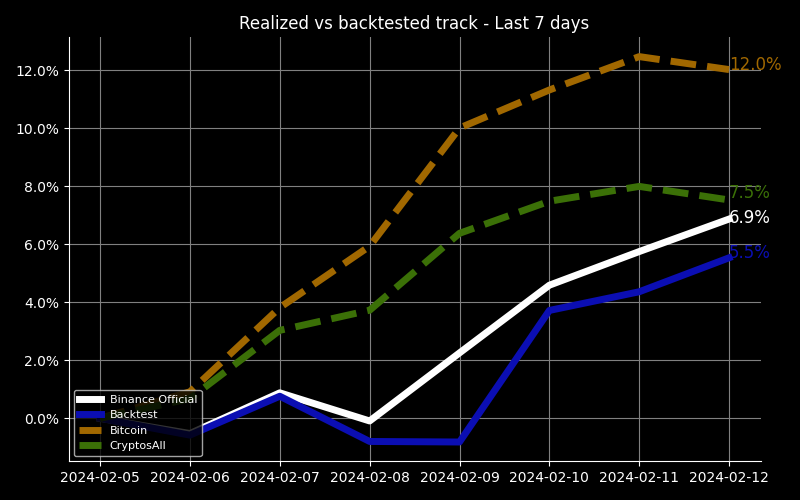 Realized vs backtested track - Last 7 days
12.0%
10.0%
8.0%
6.0%
4.0%
2.0%
0.0%
12.0%
7.5%
6.9%
5.5%
Binance Official
Backtest
Bitcoin
CryptosAll
2024-02-05 2024-02-06 2024-02-07 2024-02-08 2024-02-09 2024-02-10 2024-02-11 2024-02-12